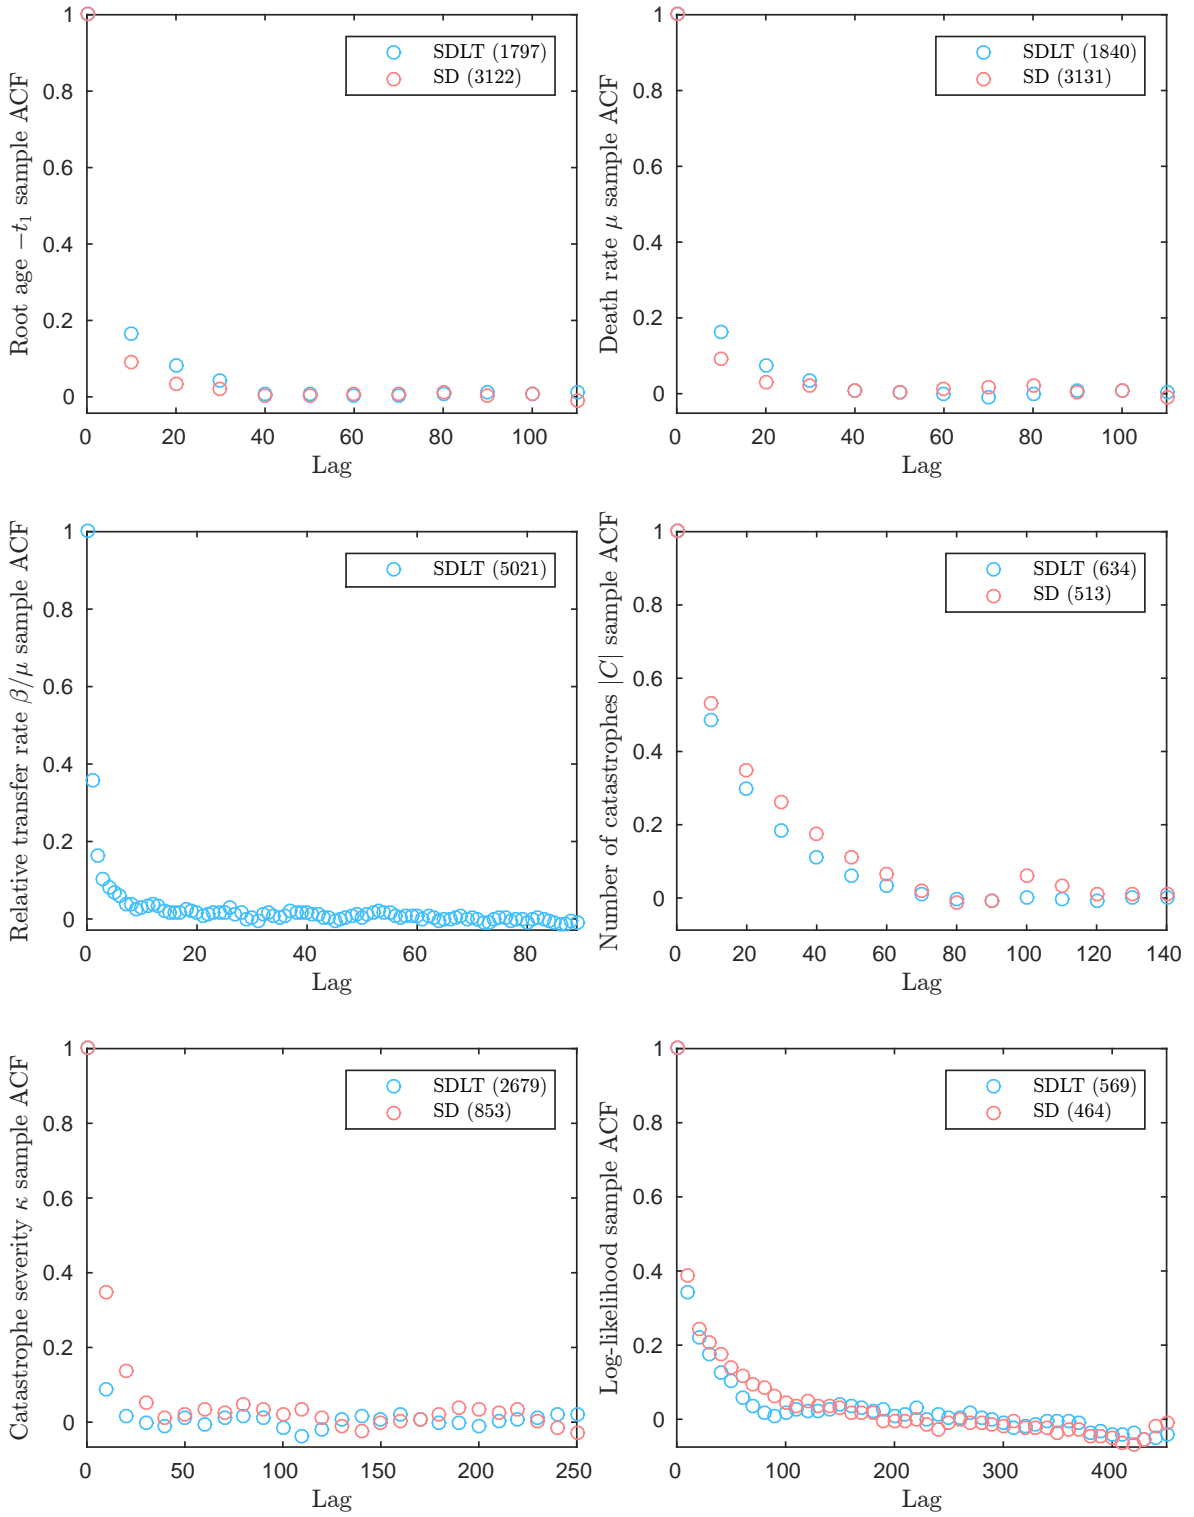 Root age −t₁ sample ACF
1
0.8
0.6
0.4
0.2
0
SDLT (1797)
SD (3122)
0 20 40 60 80 100
Lag
Death rate μ sample ACF
1
0.8
0.6
0.4
0.2
0
SDLT (1840)
SD (3131)
0 20 40 60 80 100
Lag
Relative transfer rate β/μ sample ACF
1
0.8
0.6
0.4
0.2
0
SDLT (5021)
0 20 40 60 80
Lag
Number of catastrophes |C| sample ACF
1
0.8
0.6
0.4
0.2
0
SDLT (634)
SD (513)
0 20 40 60 80 100 120 140
Lag
Catastrophe severity κ sample ACF
1
0.8
0.6
0.4
0.2
0
SDLT (2679)
SD (853)
0 50 100 150 200 250
Lag
Log-likelihood sample ACF
1
0.8
0.6
0.4
0.2
0
SDLT (569)
SD (464)
0 100 200 300 400
Lag